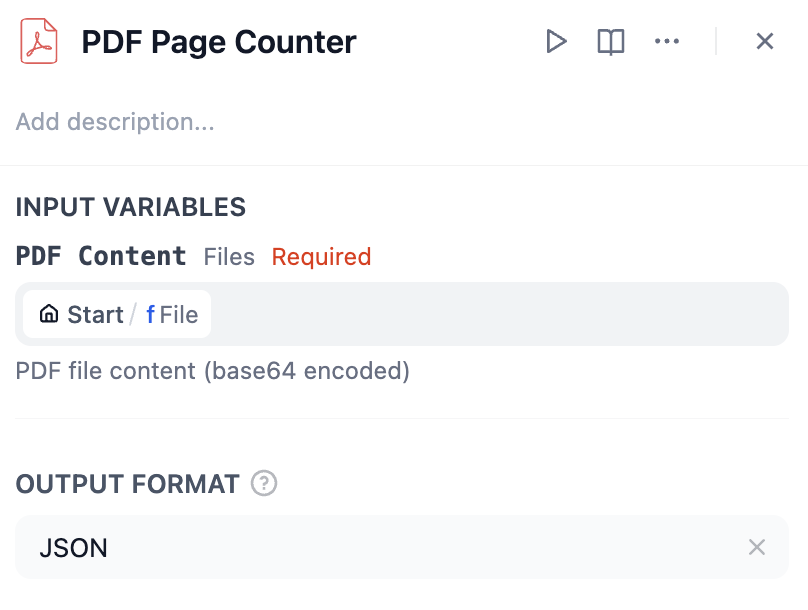 PDF Page Counter
Add description...
INPUT VARIABLES
PDF Content Files Required
Start / f File
PDF file content (base64 encoded)
OUTPUT FORMAT ?
JSON